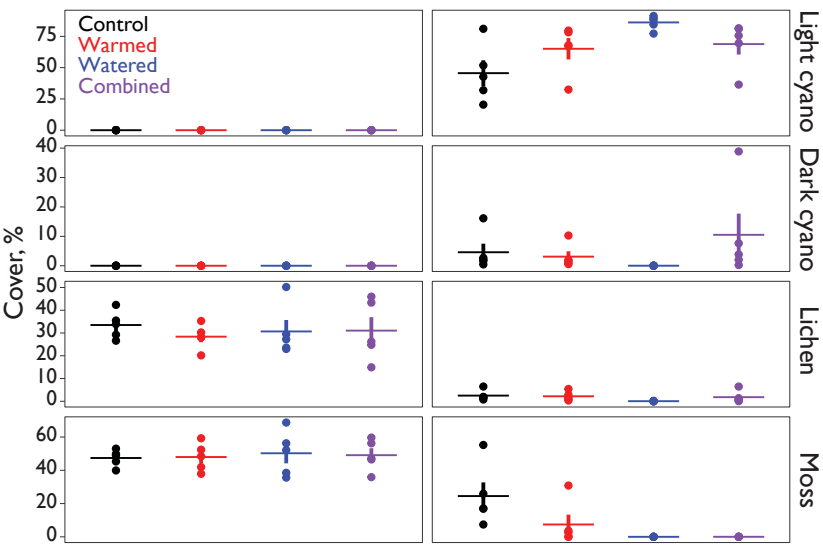 Control
Warmed
Watered
Combined
75
50
25
0
Light cyano
40
30
20
10
0
Dark cyano
Cover, %
50
40
30
20
10
0
Lichen
60
40
20
0
Moss